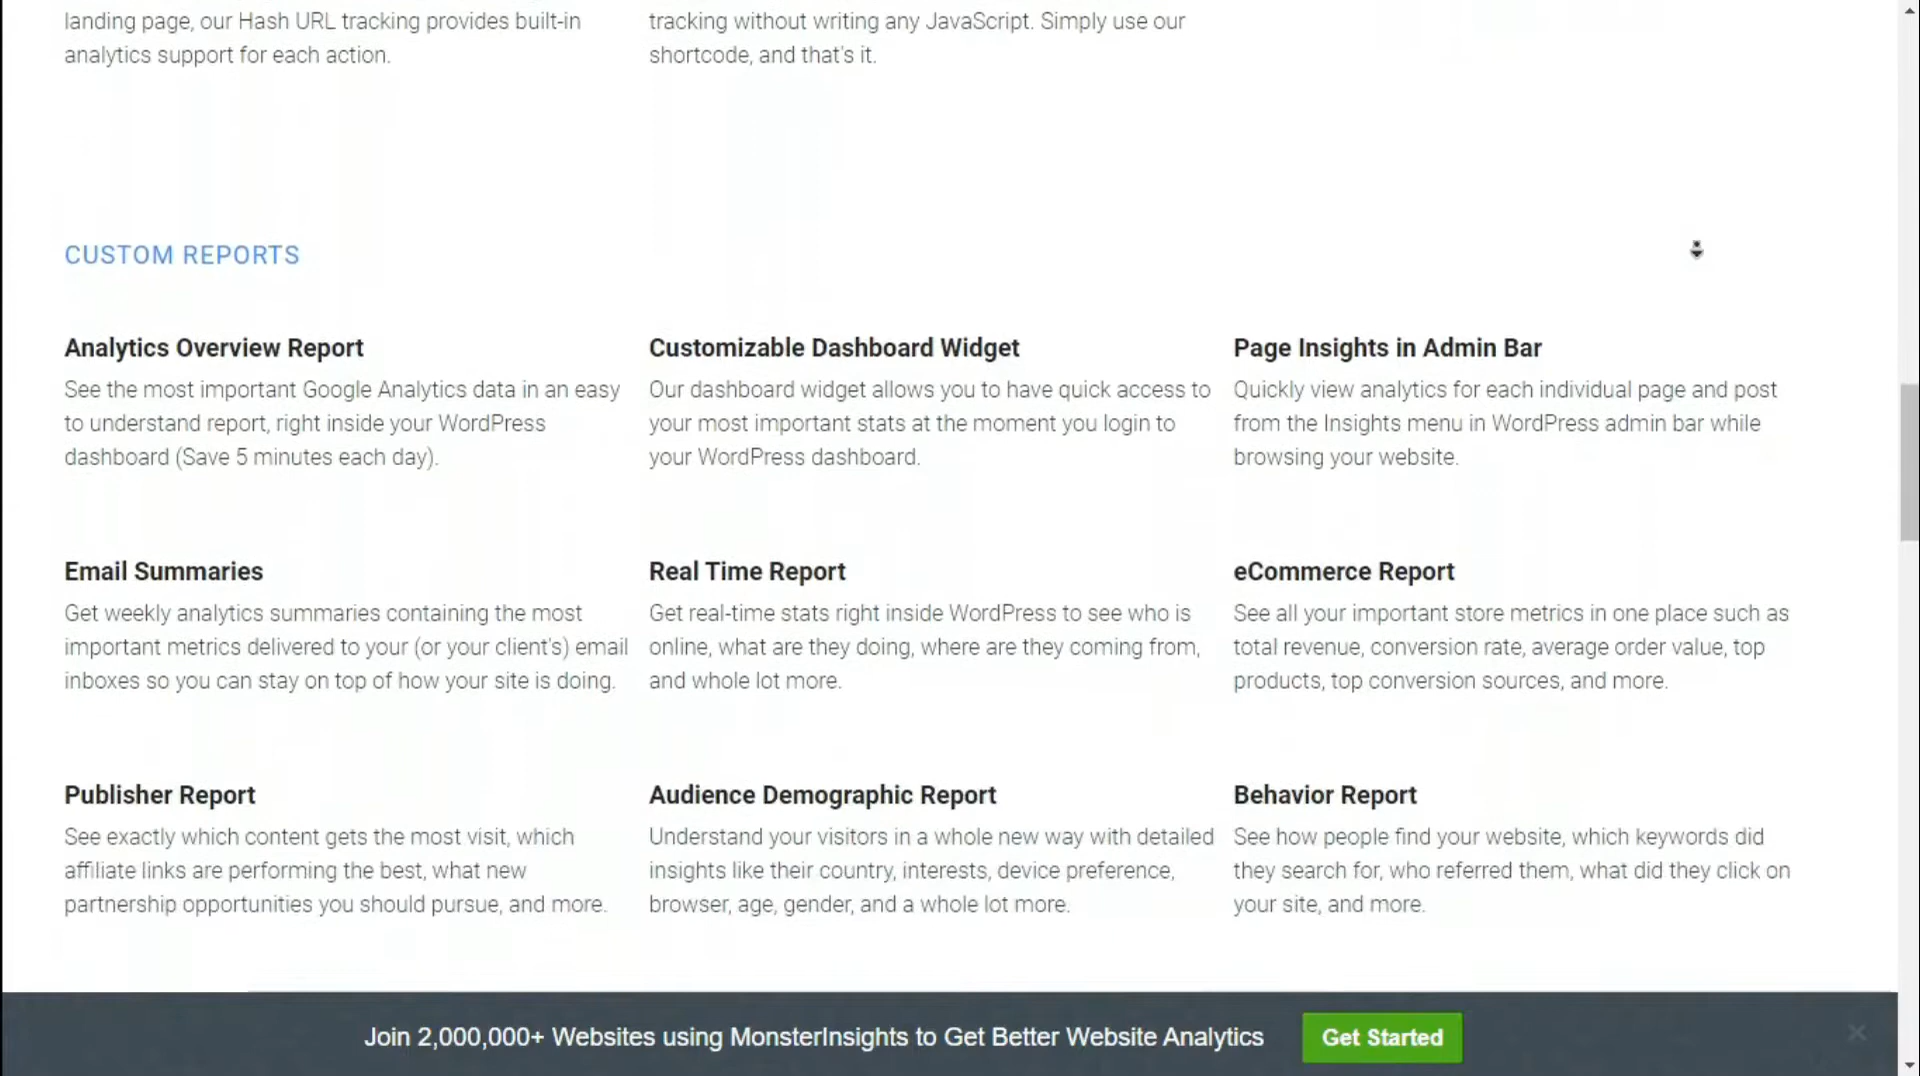 landing page, our Hash URL tracking provides built-in
analytics support for each action.
tracking without writing any JavaScript. Simply use our
shortcode, and that's it.
CUSTOM REPORTS
Analytics Overview Report
See the most important Google Analytics data in an easy
to understand report, right inside your WordPress
dashboard (Save 5 minutes each day).
Customizable Dashboard Widget
Our dashboard widget allows you to have quick access to
your most important stats at the moment you login to
your WordPress dashboard.
Page Insights in Admin Bar
Quickly view analytics for each individual page and post
from the Insights menu in WordPress admin bar while
browsing your website.
Email Summaries
Get weekly analytics summaries containing the most
important metrics delivered to your (or your client's) email
inboxes so you can stay on top of how your site is doing.
Real Time Report
Get real-time stats right inside WordPress to see who is
online, what are they doing, where are they coming from,
and whole lot more.
eCommerce Report
See all your important store metrics in one place such as
total revenue, conversion rate, average order value, top
products, top conversion sources, and more.
Publisher Report
See exactly which content gets the most visit, which
affiliate links are performing the best, what new
partnership opportunities you should pursue, and more.
Audience Demographic Report
Understand your visitors in a whole new way with detailed
insights like their country, interests, device preference,
browser, age, gender, and a whole lot more.
Behavior Report
See how people find your website, which keywords did
they search for, who referred them, what did they click on
your site, and more.
Join 2,000,000+ Websites using MonsterInsights to Get Better Website Analytics
Get Started